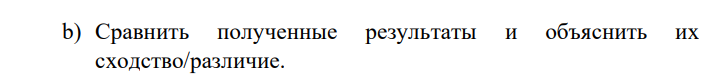 b) Сравнить полученные результаты и объяснить их
сходство/различие.